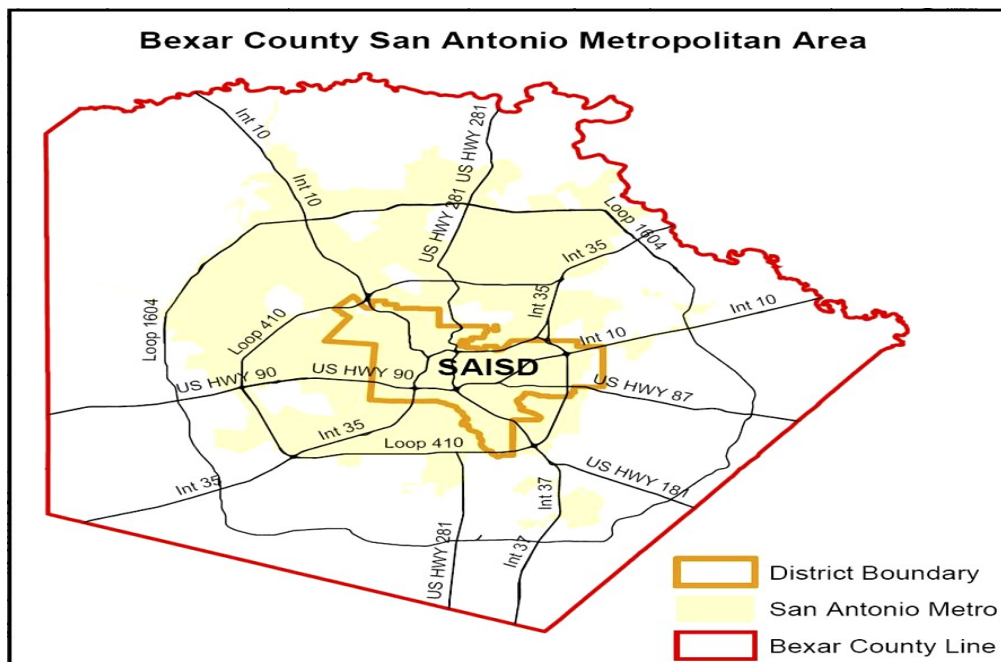 Bexar County San Antonio Metropolitan Area
Int 10
US HWY 281
Int 10
US HWY 281
Loop 1604
Int 35
Loop 1604
Int 35
Int 10
Loop 410
Int 10
SAISD
US HWY 90
US HWY 90
US HWY 87
Int 35
Loop 410
US HWY 181
Int 35
Int 37
Int 37
US HWY 281
District Boundary
San Antonio Metro
Bexar County Line